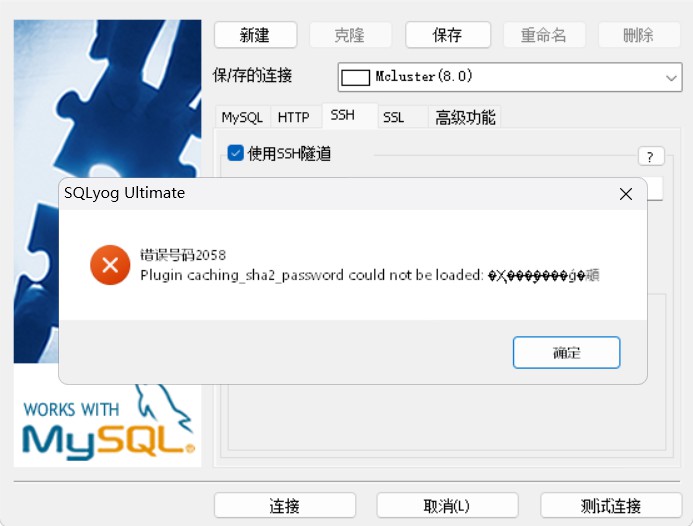 新建
克隆
保存
重命名
删除
保/存的连接
Mcluster(8.0)
MySQL
HTTP
SSH
SSL
高级功能
使用SSH隧道
?
SQLyog Ultimate
错误号码2058
Plugin caching_sha2_password could not be loaded:
确定
WORKS WITH
MySQL®
连接
取消(L)
测试连接